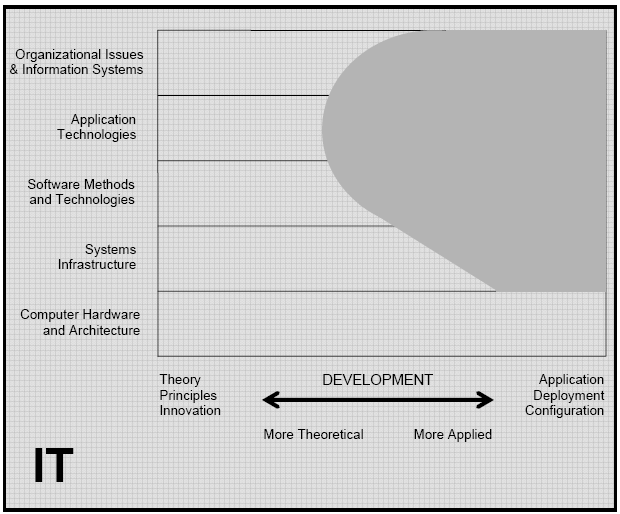 Organizational Issues
& Information Systems
Application
Technologies
Software Methods
and Technologies
Systems
Infrastructure
Computer Hardware
and Architecture
Theory
Principles
Innovation
DEVELOPMENT
More Theoretical
More Applied
Application
Deployment
Configuration
IT